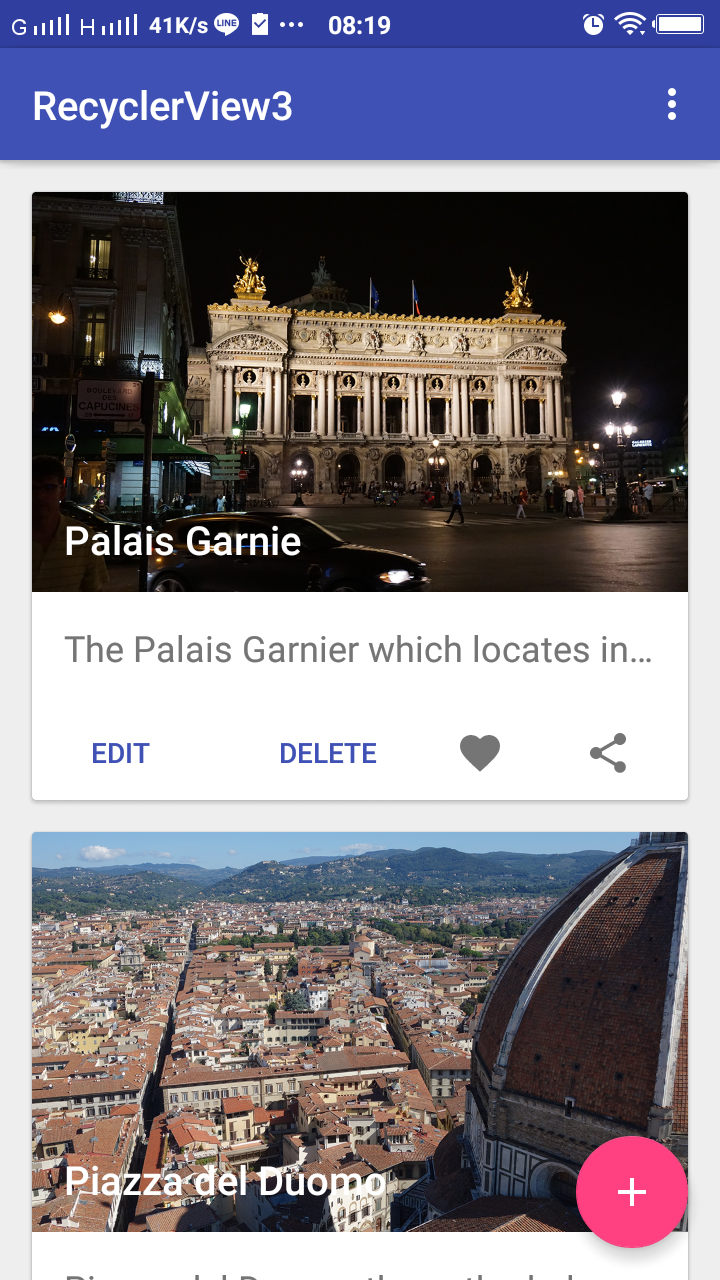 G H 41K/s LINE 08:19
RecyclerView3
BOULEVARD
DES
CAPUCINES
Palais Garnie
The Palais Garnier which locates in…
EDIT DELETE
Piazza del Duomo